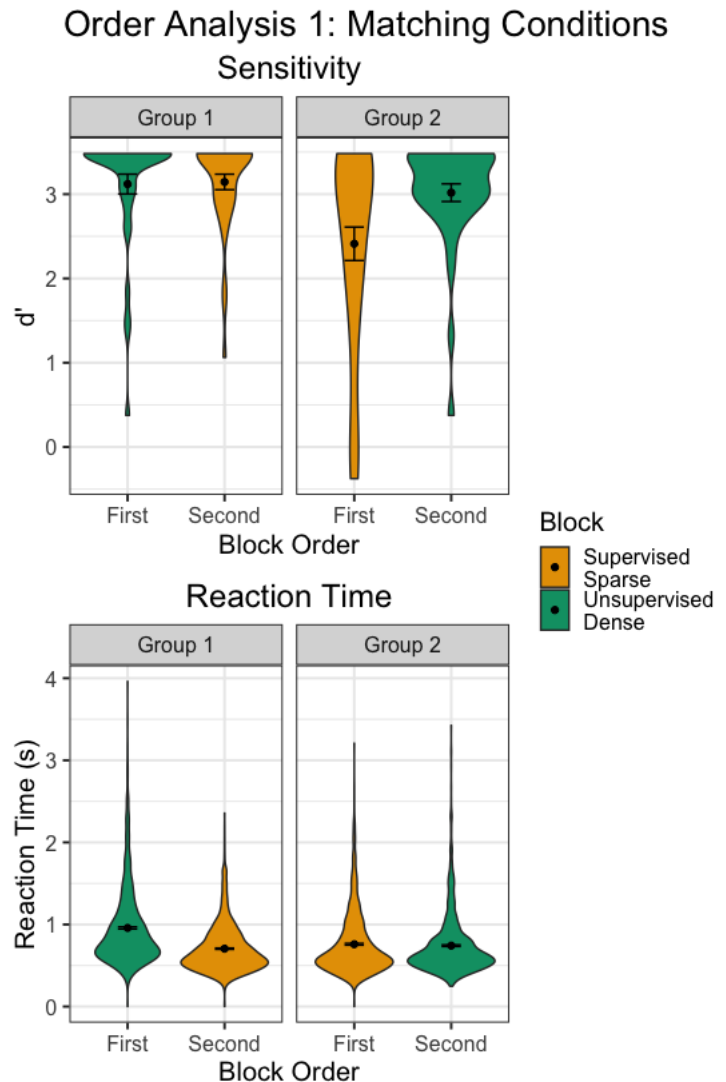 Order Analysis 1: Matching Conditions
Sensitivity
Group 1
Group 2
3
2
1
0
d'
First
Second
First
Second
Block Order
Block
Supervised
Sparse
Unsupervised
Dense
Reaction Time
Group 1
Group 2
4
3
2
1
0
Reaction Time (s)
First
Second
First
Second
Block Order